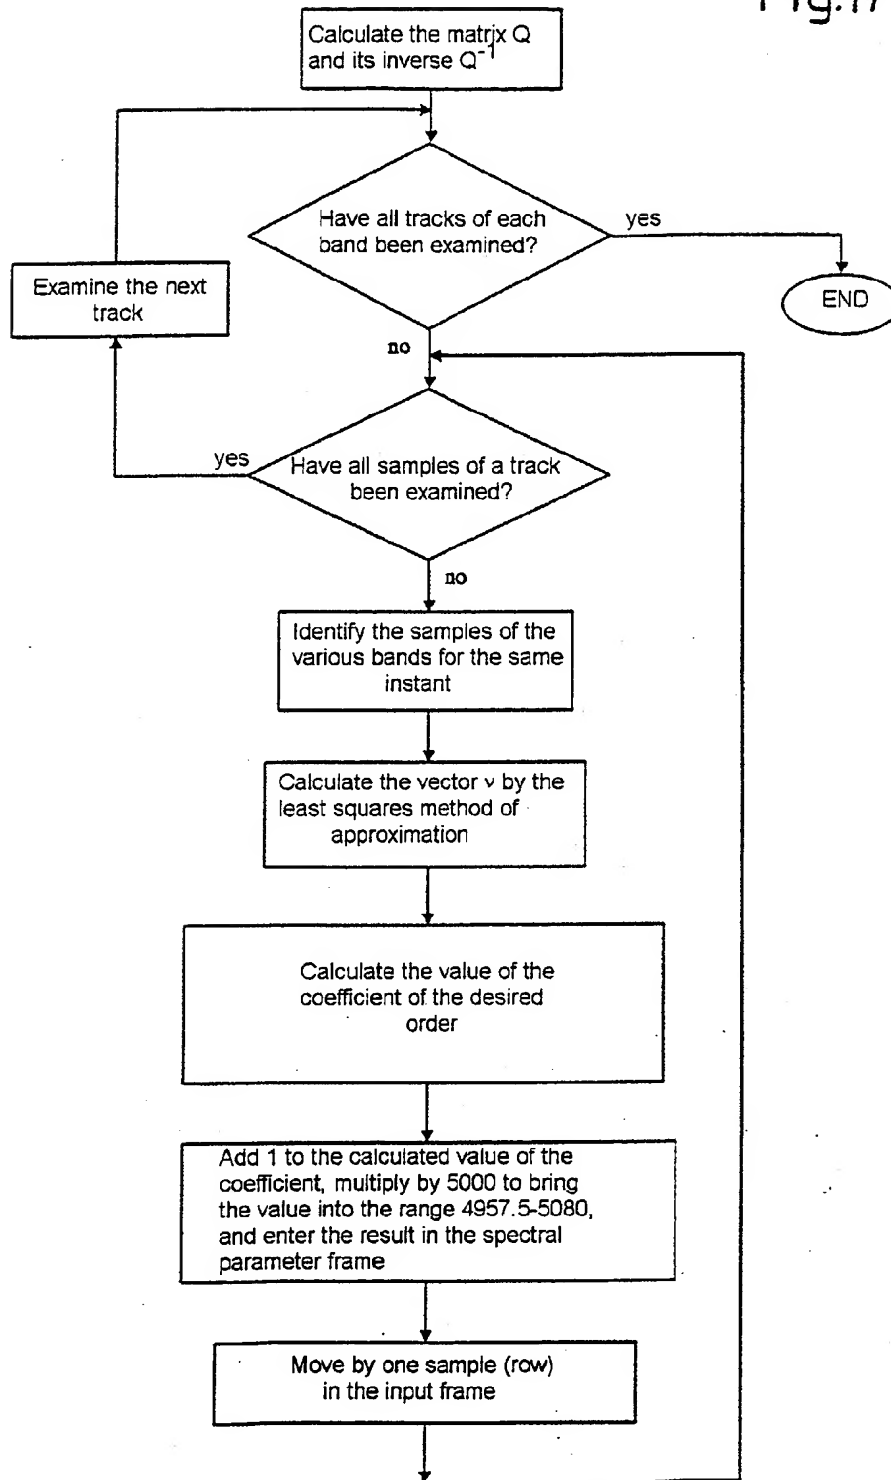 Calculate the matrix Q
and its inverse Q⁻¹
Have all tracks of each
band been examined?
yes
END
Examine the next
track
no
Have all samples of a track
been examined?
yes
no
Identify the samples of the
various bands for the same
instant
Calculate the vector v by the
least squares method of
approximation
Calculate the value of the
coefficient of the desired
order
Add 1 to the calculated value of the
coefficient, multiply by 5000 to bring
the value into the range 4957.5-5080,
and enter the result in the spectral
parameter frame
Move by one sample (row)
in the input frame